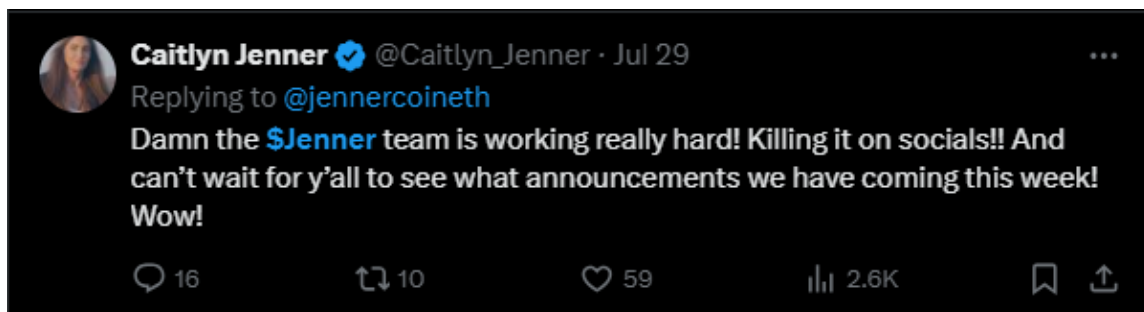 Caitlyn Jenner @Caitlyn_Jenner · Jul 29
Replying to @jennercoineth
Damn the $Jenner team is working really hard! Killing it on socials!! And
can’t wait for y’all to see what announcements we have coming this week!
Wow!
16 10 59 2.6K